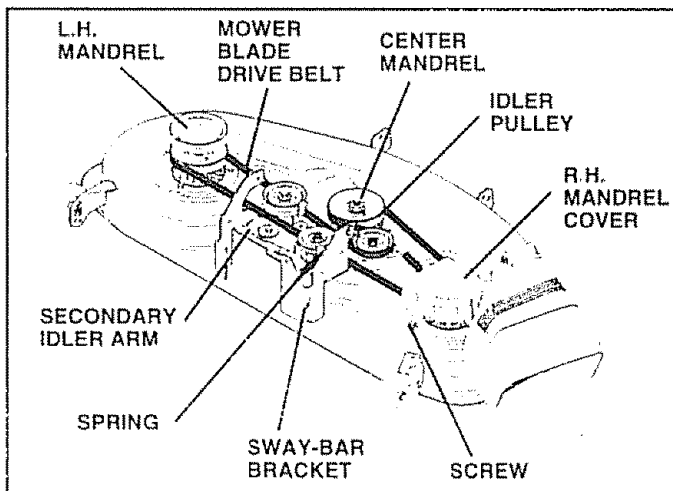 L.H.
MANDREL
MOWER
BLADE
DRIVE BELT
CENTER
MANDREL
IDLER
PULLEY
R.H.
MANDREL
COVER
SECONDARY
IDLER ARM
SPRING
SWAY-BAR
BRACKET
SCREW